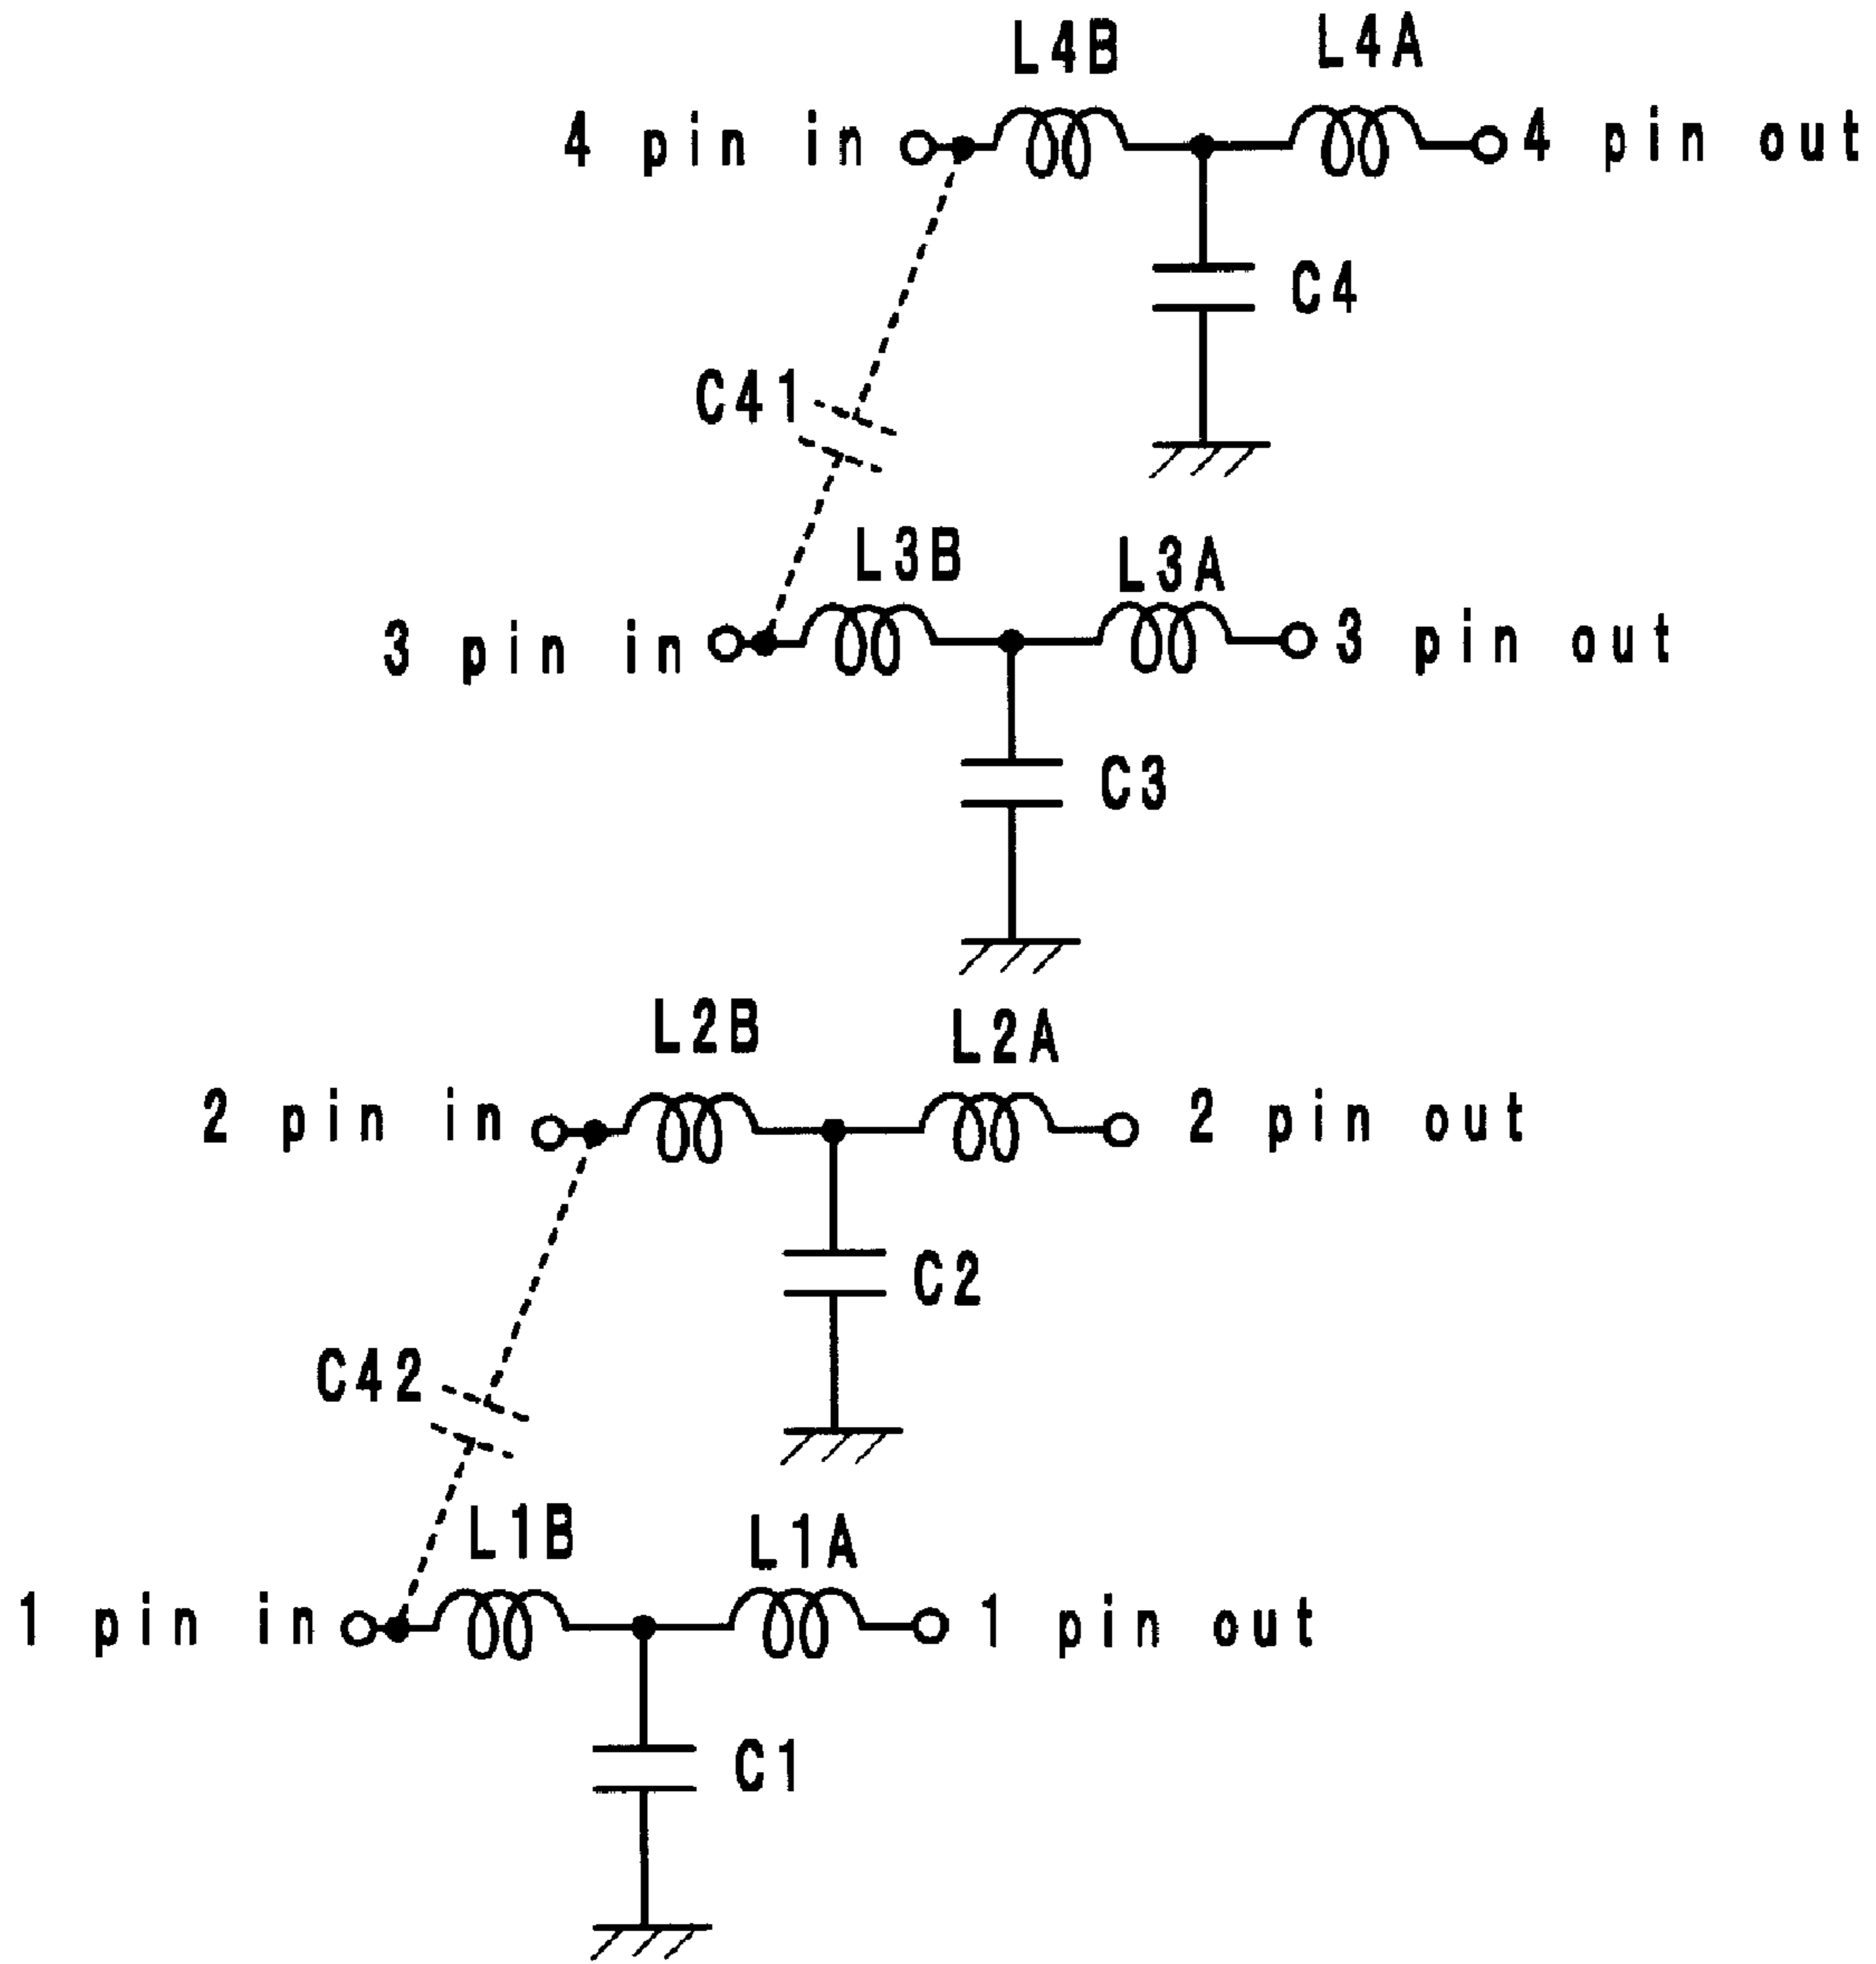 L4B L4A
4 pin in 4 pin out
C4
C41
L3B L3A
3 pin in 3 pin out
C3
L2B L2A
2 pin in 2 pin out
C2
C42
L1B L1A
1 pin in 1 pin out
C1